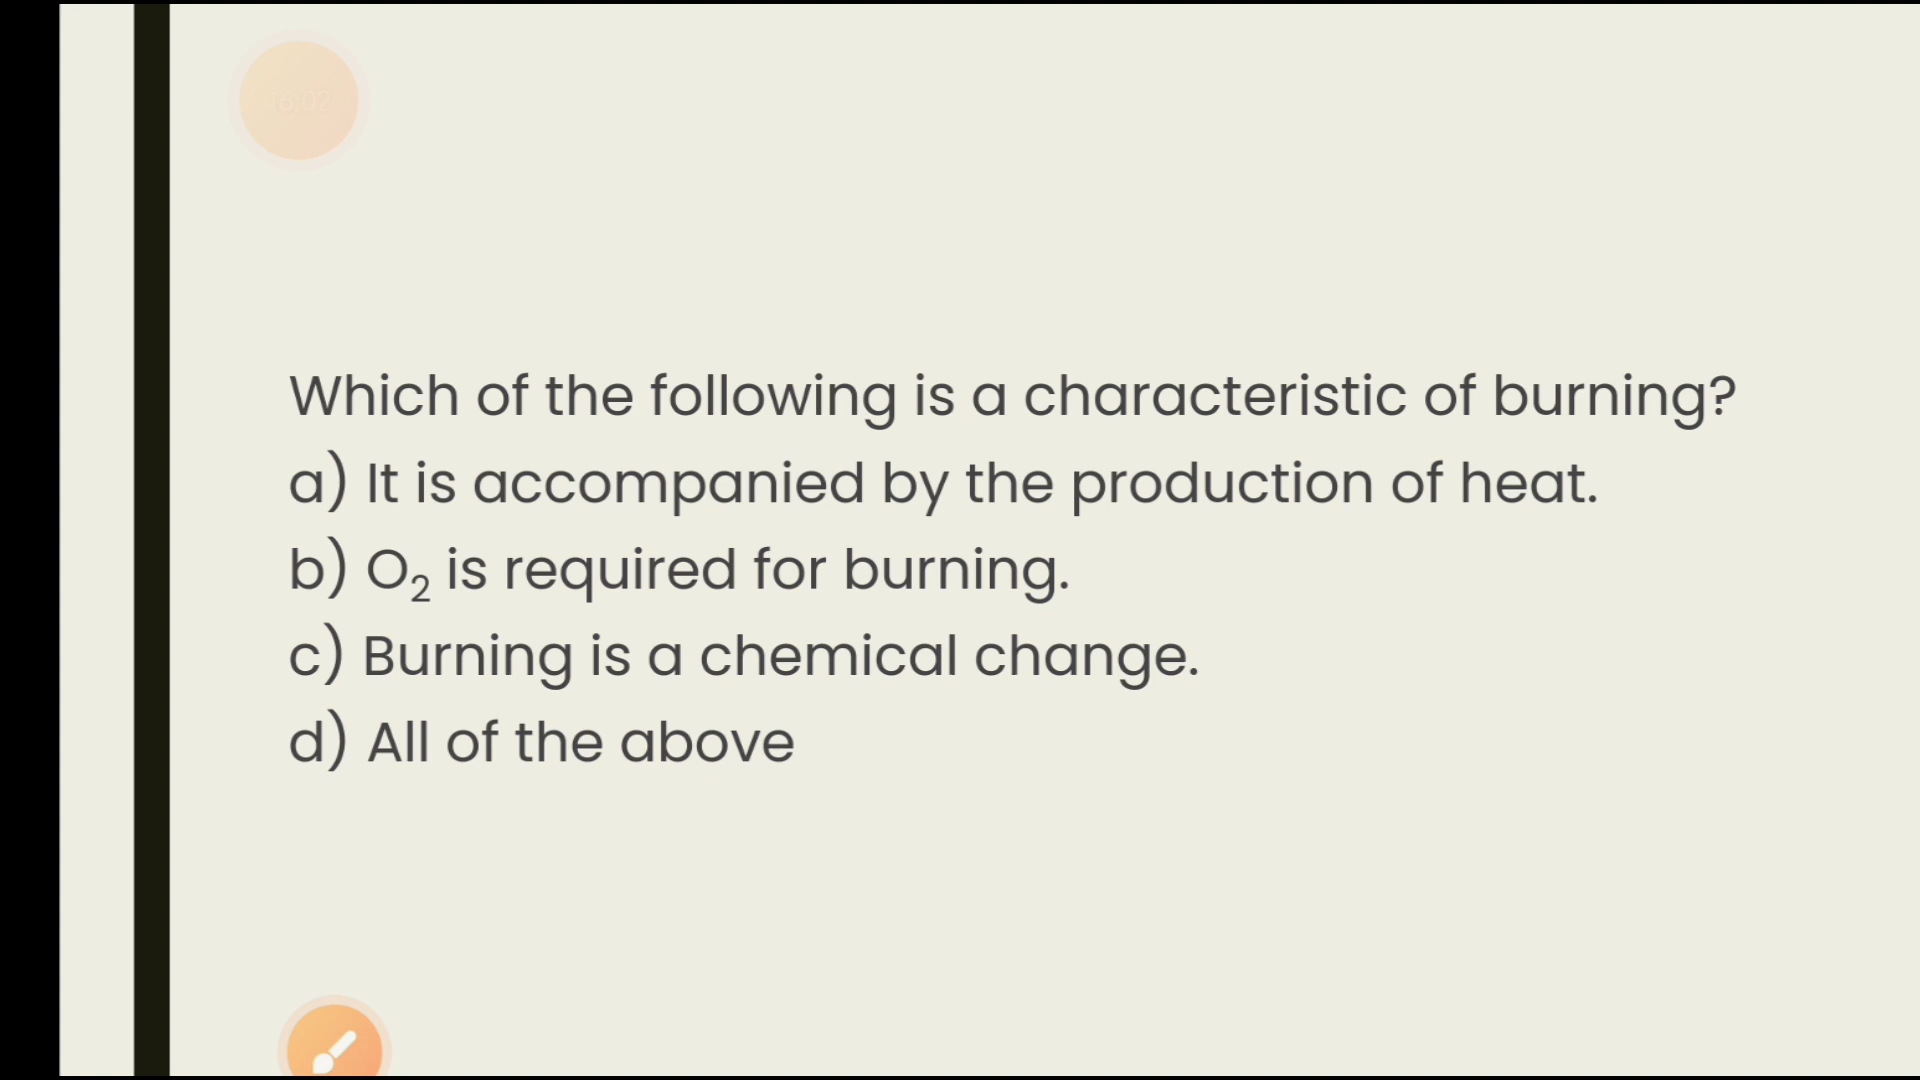 Which of the following is a characteristic of burning?
a) It is accompanied by the production of heat.
b) O₂ is required for burning.
c) Burning is a chemical change.
d) All of the above